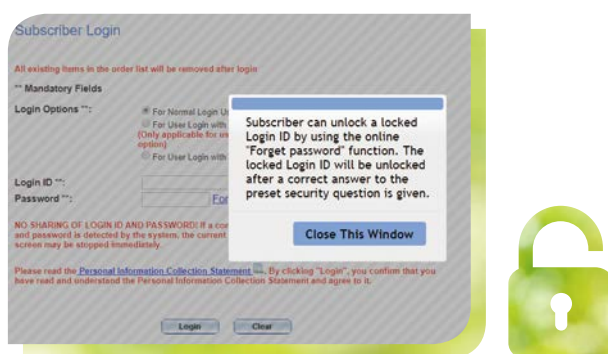 Subscriber Login
All existing items in the order list will be removed after login
** Mandatory Fields
Login Options **:
For Normal Login
For User Login with
(Only applicable for
option)
For User Login with
Subscriber can unlock a locked
Login ID by using the online
"Forget password" function. The
locked Login ID will be unlocked
after a correct answer to the
preset security question is given.
Close This Window
Login ID **:
Password **:
NO SHARING OF LOGIN ID AND PASSWORD! If a
and password is detected by the system, the current
screen may be stopped immediately.
Please read the Personal Information Collection Statement . By clicking "Login", you confirm that you
have read and understand the Personal Information Collection Statement and agree to it.
Login Clear